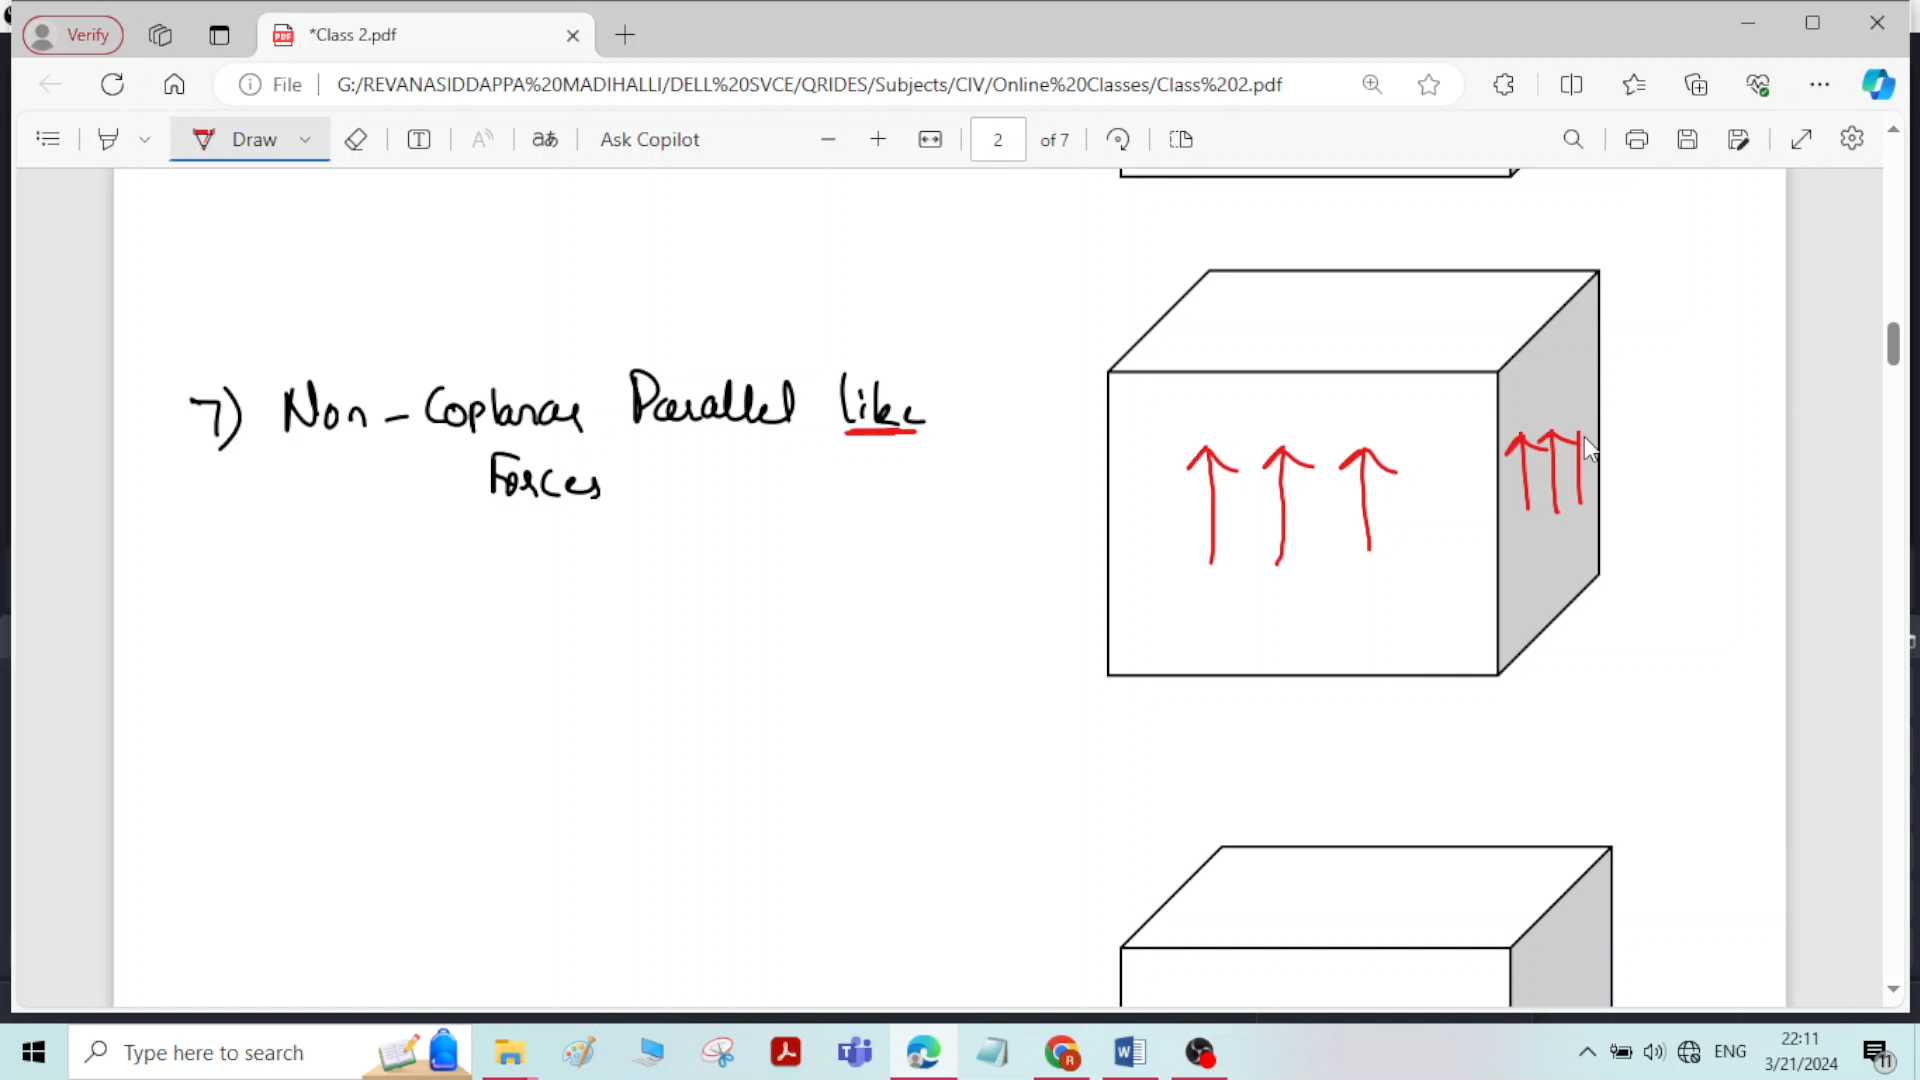 Verify
*Class 2.pdf
File
G:/REVANASIDDAPPA%20MADIHALLI/DELL%20SVCE/QRIDES/Subjects/CIV/Online%20Classes/Class%202.pdf
Draw
Ask Copilot
2 of 7
7) Non-Coplanar Parallel like
Forces
Type here to search
ENG
22:11
3/21/2024
11